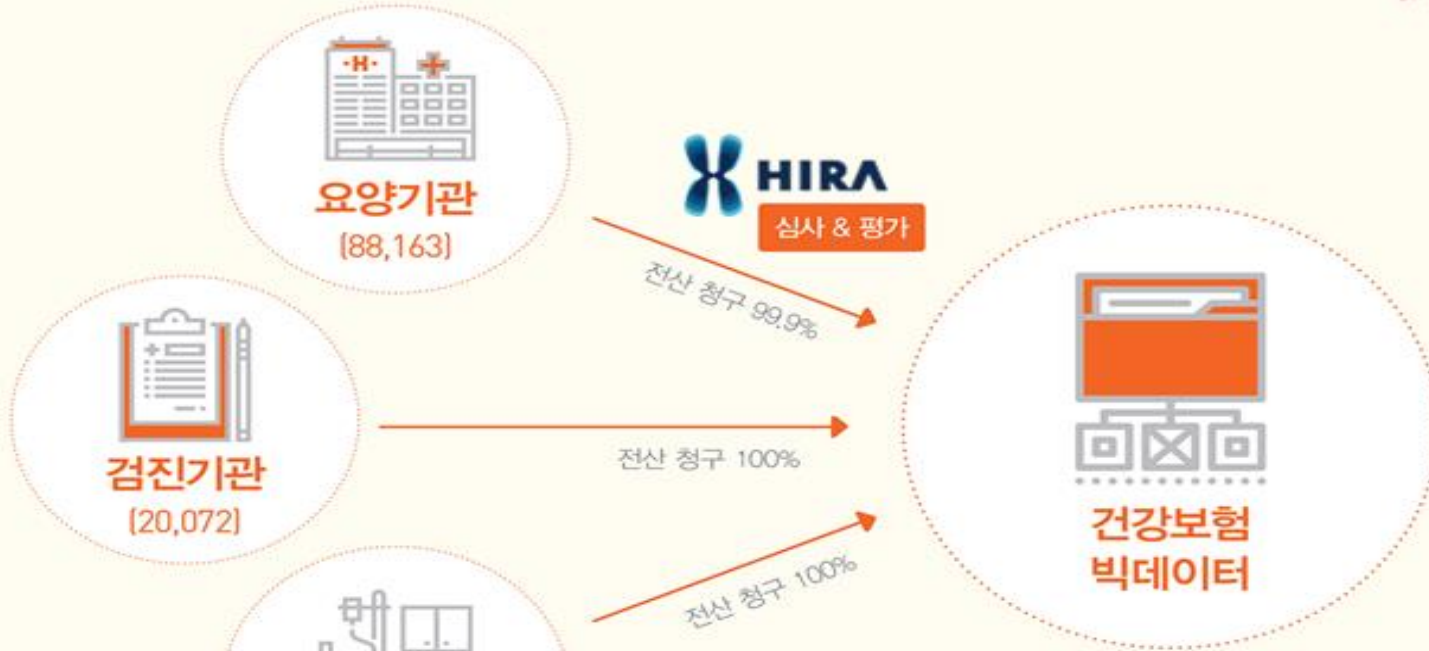 ·H·
요양기관
(88,163)
HIRA
심사 & 평가
전산 청구 99.9%
검진기관
(20,072)
전산 청구 100%
건강보험
빅데이터
전산 청구 100%